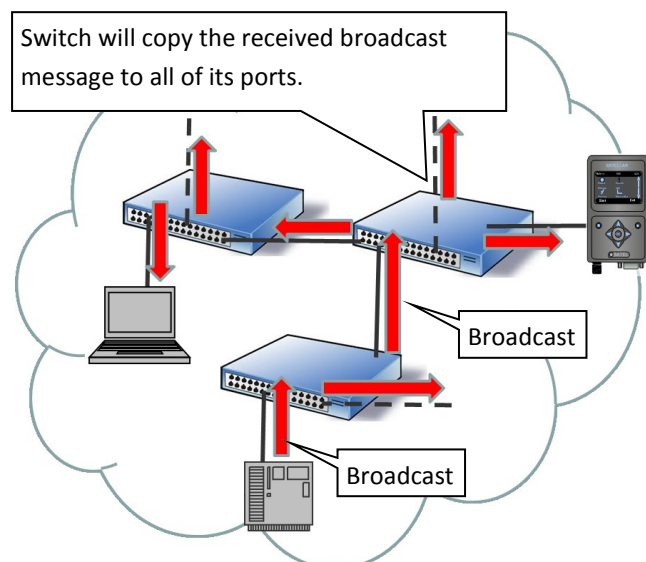 Switch will copy the received broadcast
message to all of its ports.
Broadcast
Broadcast